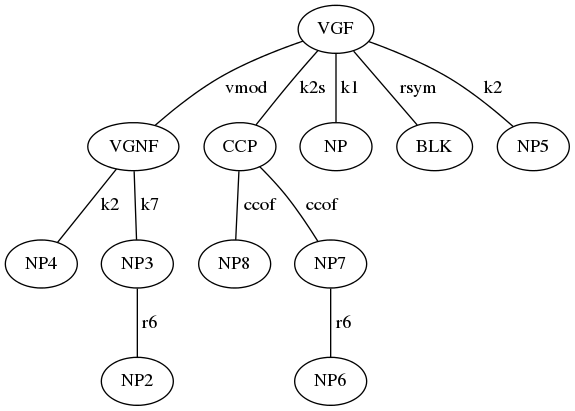 VGF
vmod k2s k1 rsym k2
VGNF CCP NP BLK NP5
k2 k7 ccof ccof
NP4 NP3 NP8 NP7
r6 r6
NP2 NP6